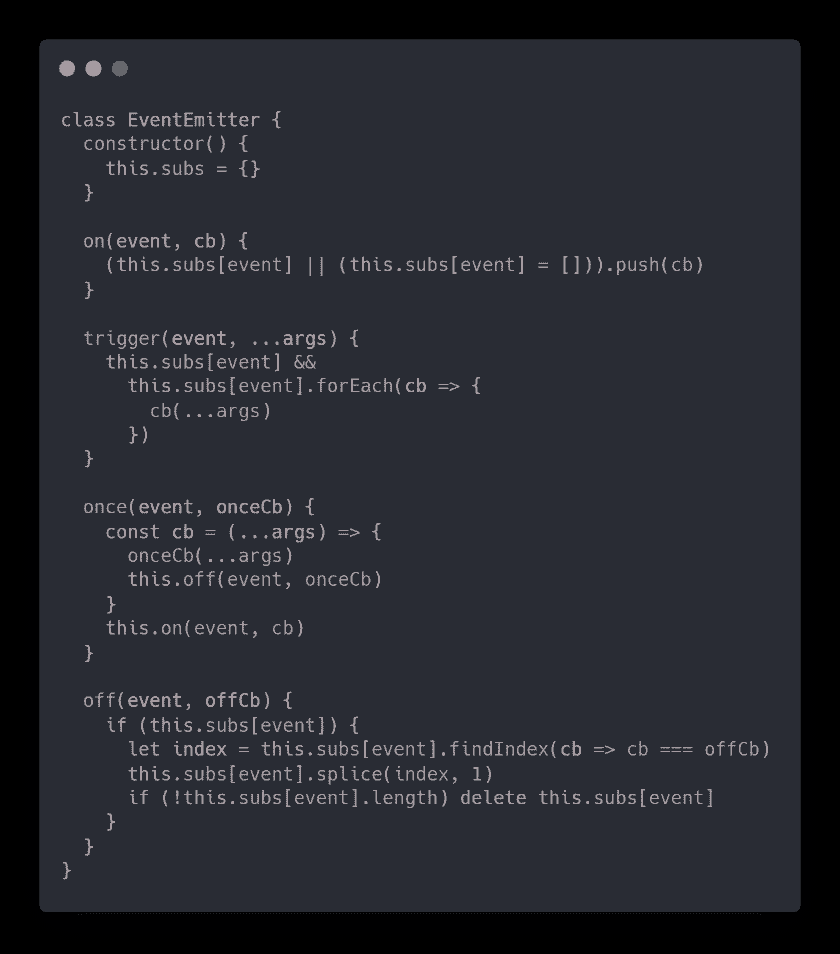 class EventEmitter {
  constructor() {
    this.subs = {}
  }

  on(event, cb) {
    (this.subs[event] || (this.subs[event] = [])).push(cb)
  }

  trigger(event, ...args) {
    this.subs[event] &&
      this.subs[event].forEach(cb => {
        cb(...args)
      })
  }

  once(event, onceCb) {
    const cb = (...args) => {
      onceCb(...args)
      this.off(event, onceCb)
    }
    this.on(event, cb)
  }

  off(event, offCb) {
    if (this.subs[event]) {
      let index = this.subs[event].findIndex(cb => cb === offCb)
      this.subs[event].splice(index, 1)
      if (!this.subs[event].length) delete this.subs[event]
    }
  }
}